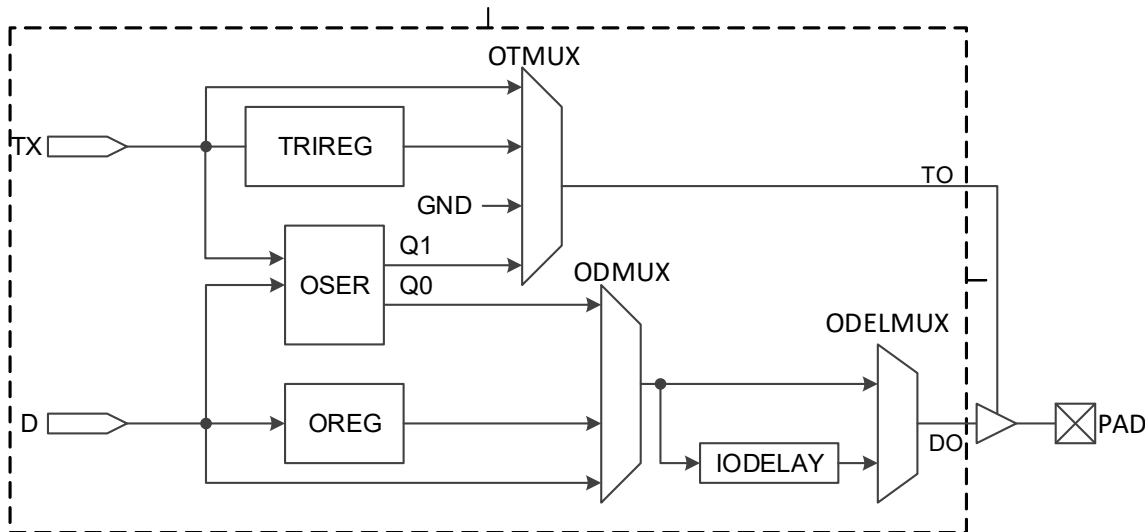 OTMUX
TX
TRIREG
TO
GND
Q1
OSER
Q0
ODMUX
ODELMUX
D
OREG
DO
PAD
IODELAY